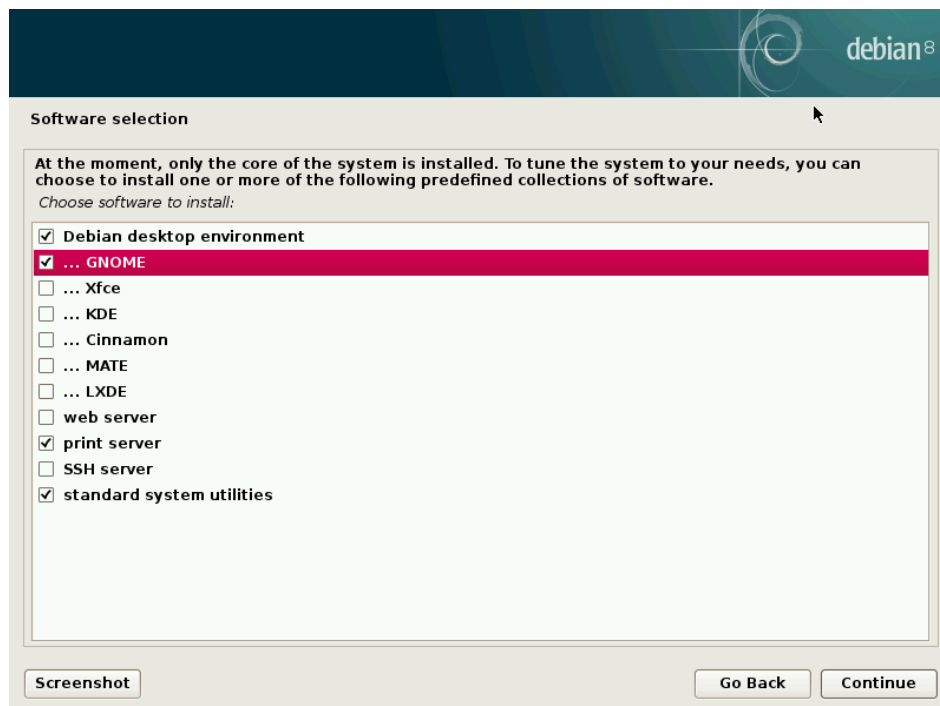 debian 8
Software selection
At the moment, only the core of the system is installed. To tune the system to your needs, you can
choose to install one or more of the following predefined collections of software.
Choose software to install:
Debian desktop environment
... GNOME
... Xfce
... KDE
... Cinnamon
... MATE
... LXDE
web server
print server
SSH server
standard system utilities
Screenshot
Go Back
Continue